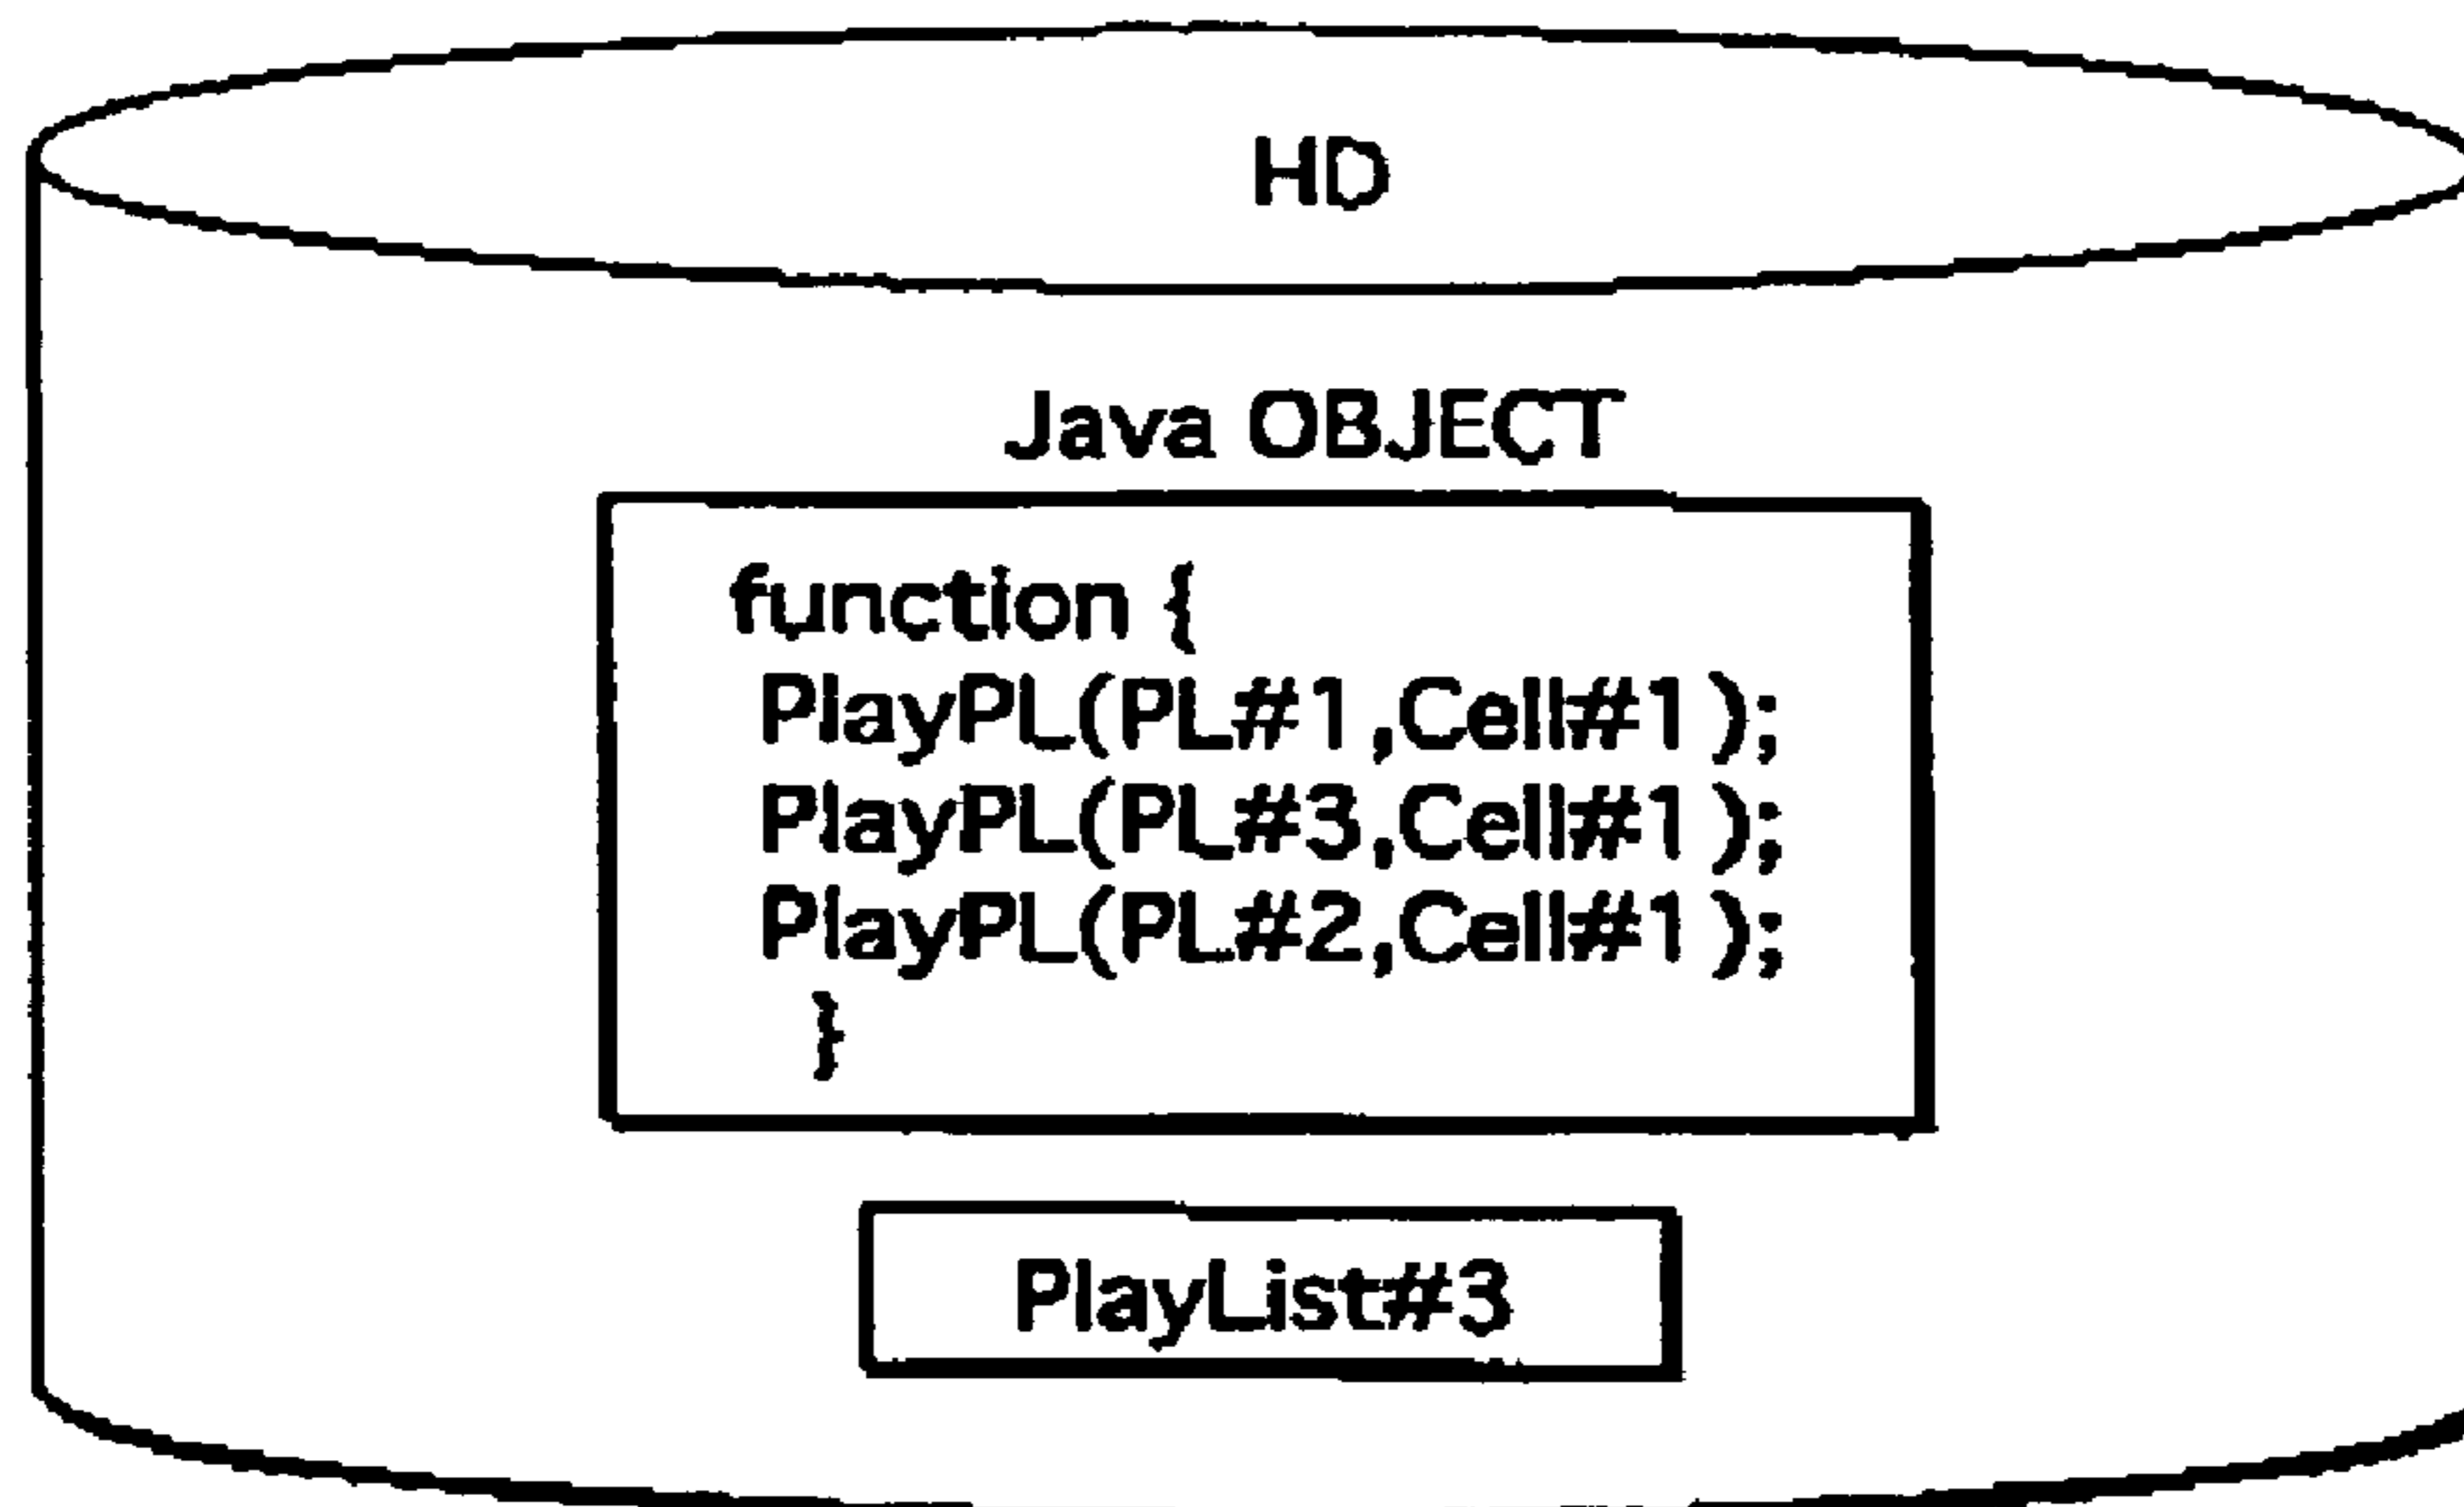 HD
Java OBJECT
function {
PlayPL(PL#1,Cell#1);
PlayPL(PL#3,Cell#1);
PlayPL(PL#2,Cell#1);
}
PlayList#3